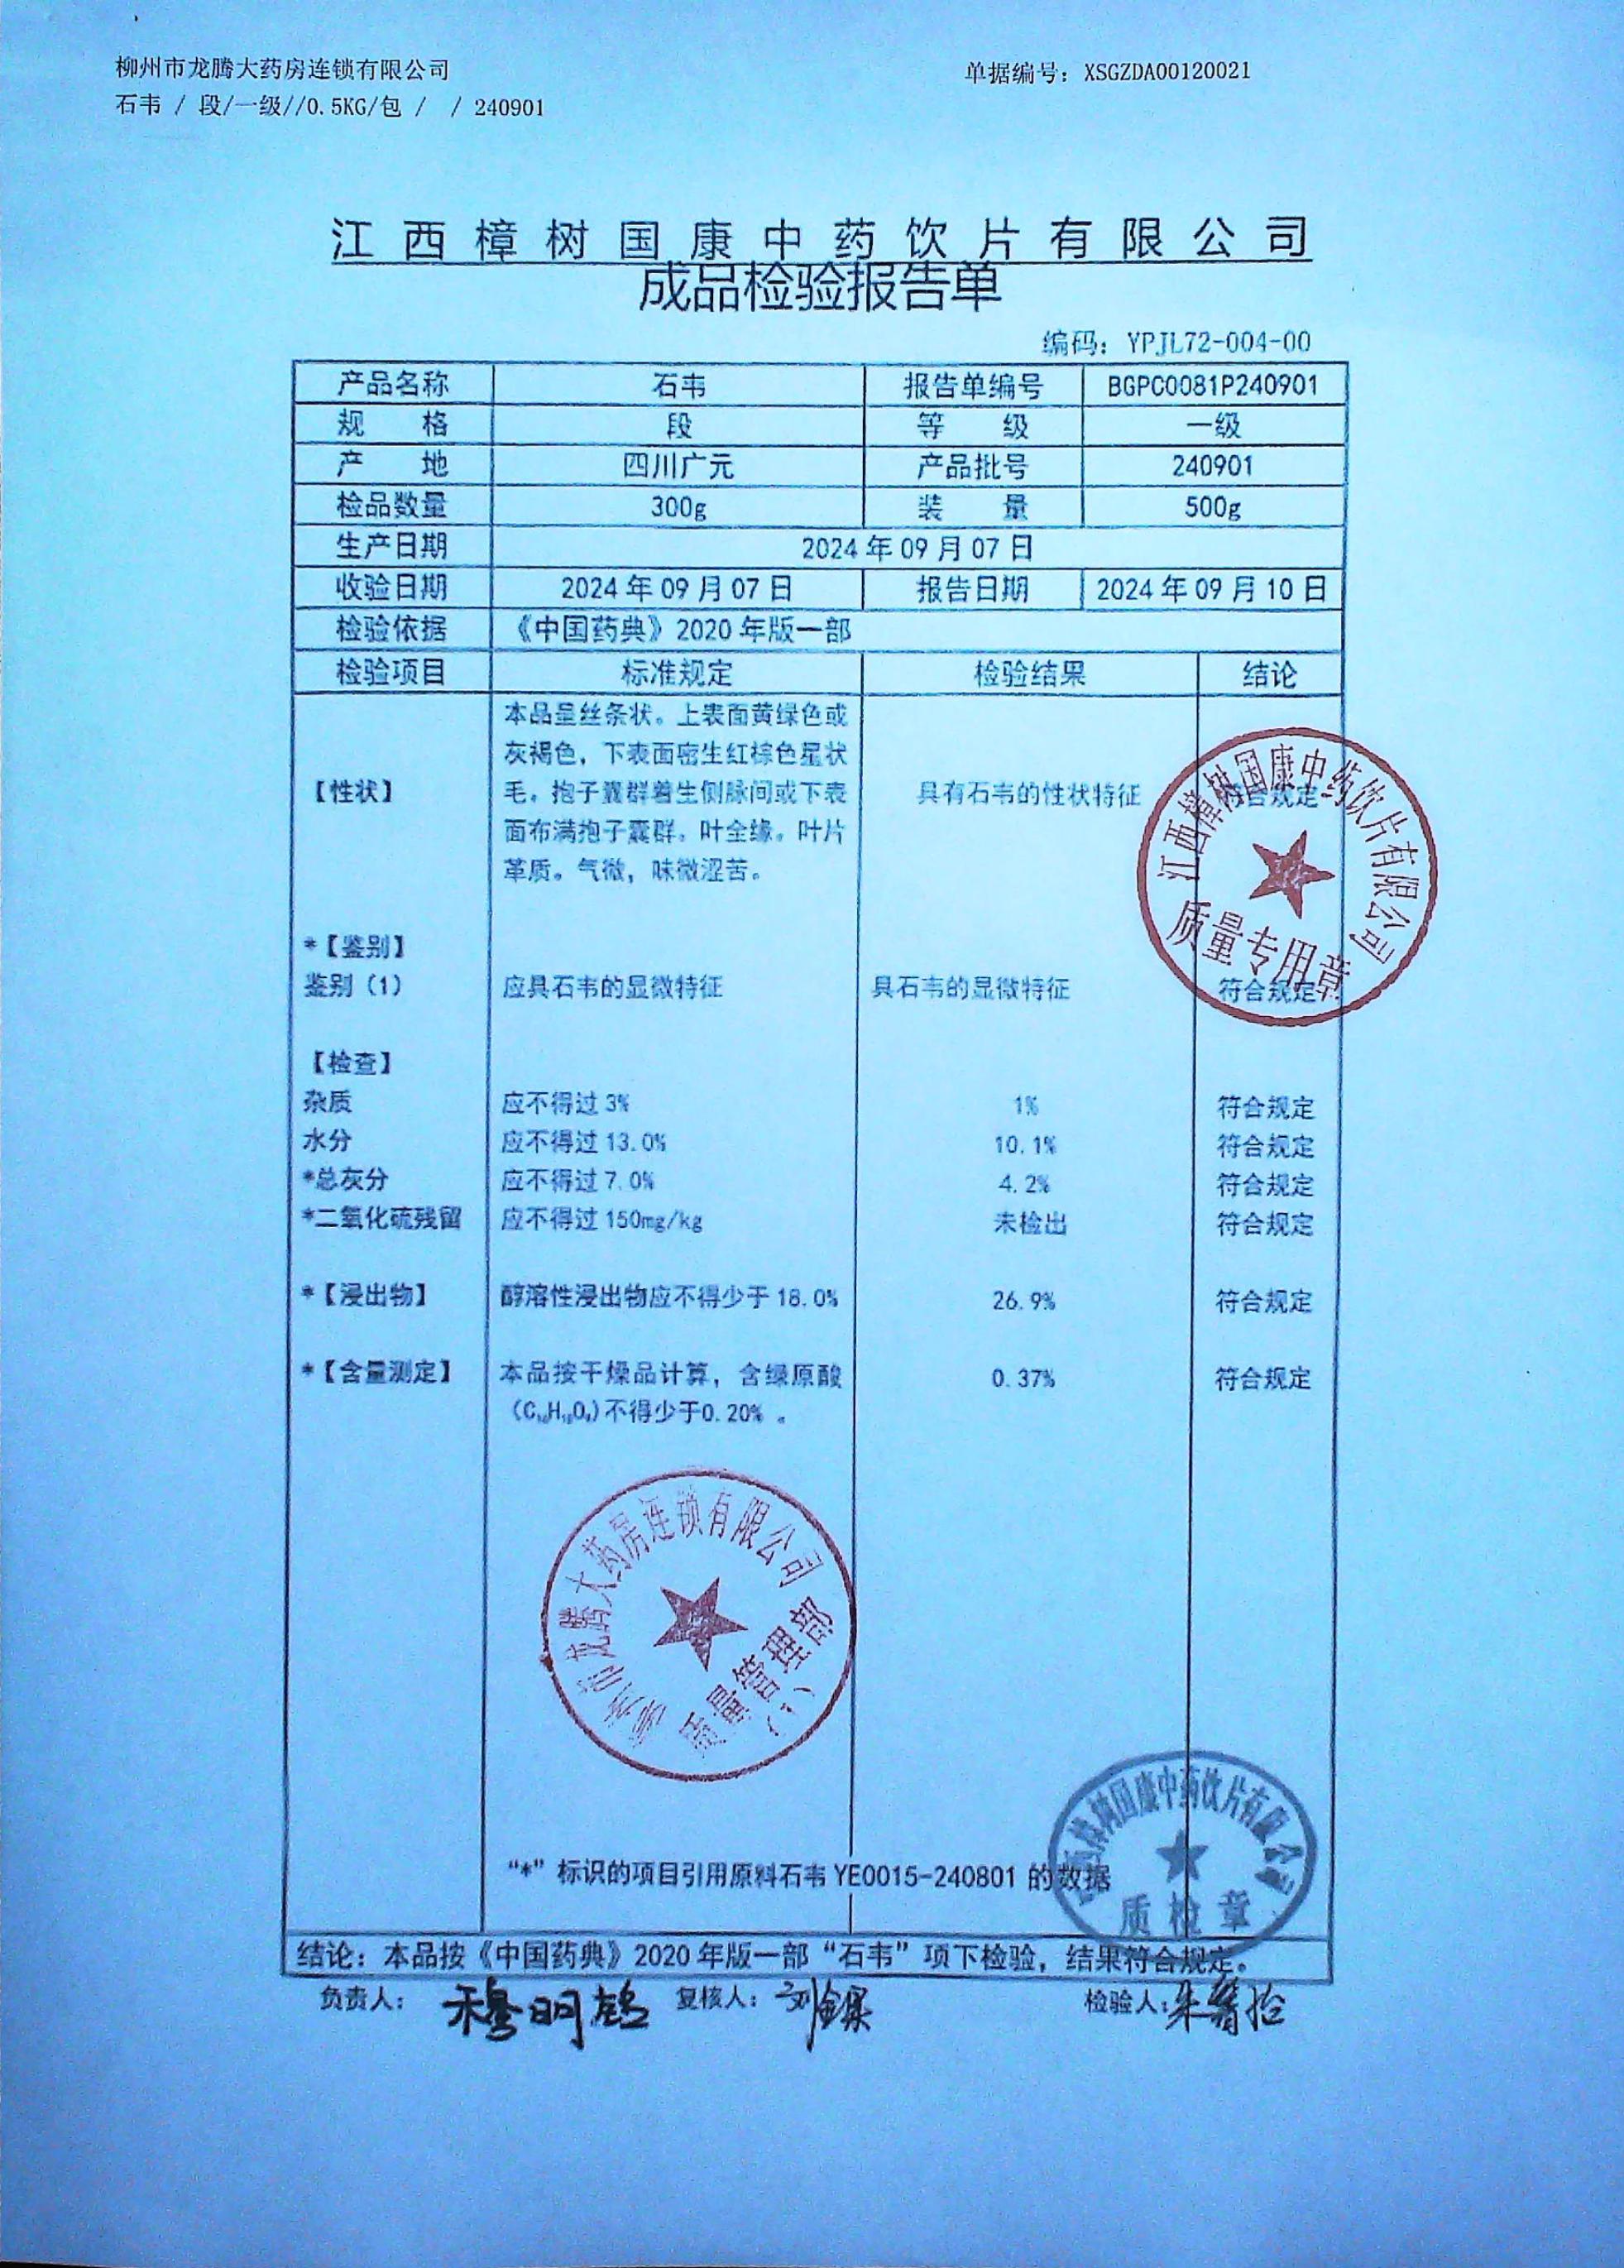 柳州市龙腾大药房连锁有限公司 单据编号：XSGZDA00120021
石韦 / 段/一级//0.5KG/包 / / 240901
江西樟树国康中药饮片有限公司
成品检验报告单
编码：YPJL72-004-00
产品名称 石韦 报告单编号 BGPC0081P240901
规 格 段 等 级 一级
产 地 四川广元 产品批号 240901
检品数量 300g 装 量 500g
生产日期 2024年09月07日
收验日期 2024年09月07日 报告日期 2024年09月10日
检验依据 《中国药典》2020年版一部
检验项目 标准规定 检验结果 结论
本品呈丝条状。上表面黄绿色或
灰褐色，下表面密生红棕色星状
【性状】 毛。孢子囊群着生侧脉间或下表 具有石韦的性状特征 符合规定
面布满孢子囊群。叶全缘。叶片
革质。气微，味微涩苦。
*【鉴别】
鉴别（1） 应具石韦的显微特征 具石韦的显微特征 符合规定
【检查】
杂质 应不得过3% 1% 符合规定
水分 应不得过13.0% 10.1% 符合规定
*总灰分 应不得过7.0% 4.2% 符合规定
*二氧化硫残留 应不得过150mg/kg 未检出 符合规定
*【浸出物】 醇溶性浸出物应不得少于18.0% 26.9% 符合规定
*【含量测定】 本品按干燥品计算，含绿原酸 0.37% 符合规定
（C₁₆H₁₈O₉）不得少于0.20%。
江西樟树国康中药饮片有限公司
质量专用章
柳州市龙腾大药房连锁有限公司
质量管理部
江西樟树国康中药饮片有限公司
质检章
“*”标识的项目引用原料石韦YE0015-240801的数据
结论：本品按《中国药典》2020年版一部“石韦”项下检验，结果符合规定。
负责人： 复核人： 检验人：